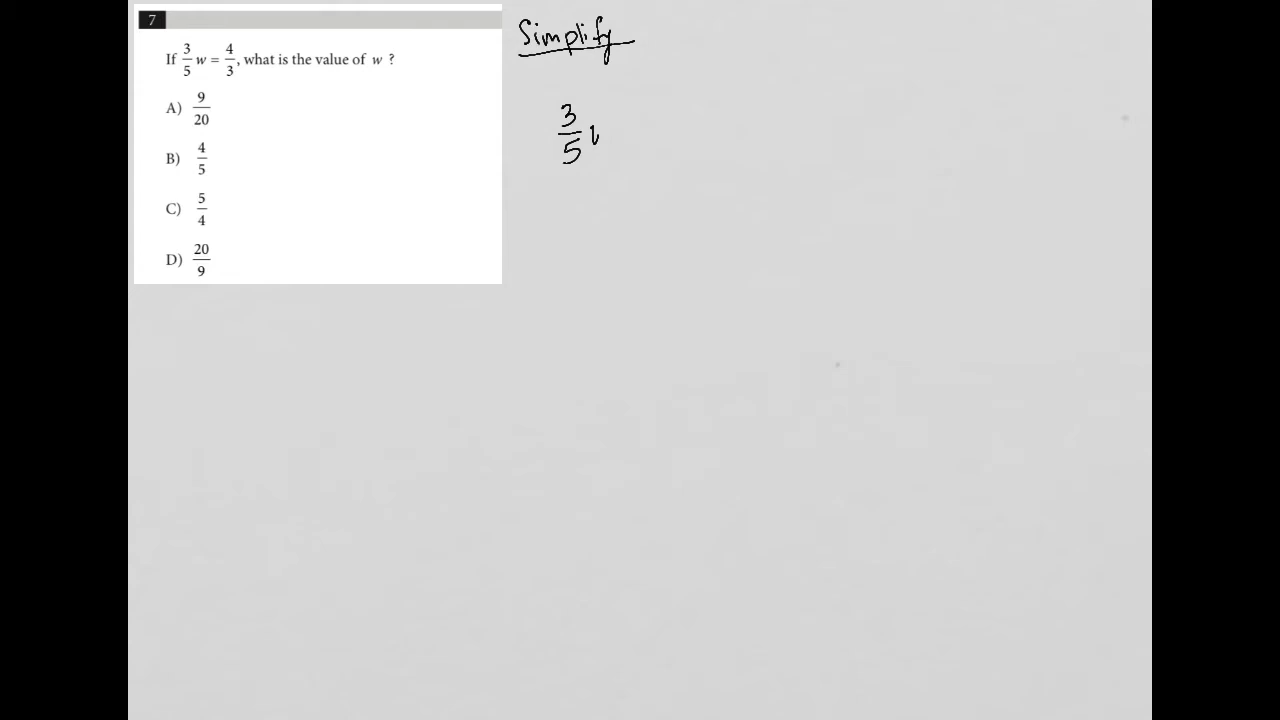 7
If 3/5 w = 4/3, what is the value of w ?
A) 9/20
B) 4/5
C) 5/4
D) 20/9
Simplify
3/5